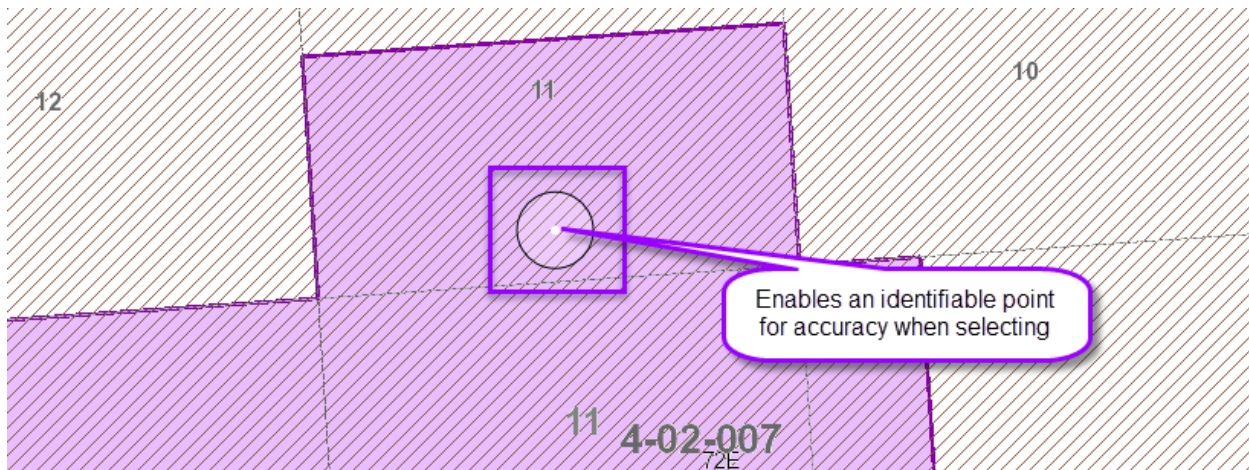 10
11
12
Enables an identifiable point
for accuracy when selecting
11
4-02-007
72E